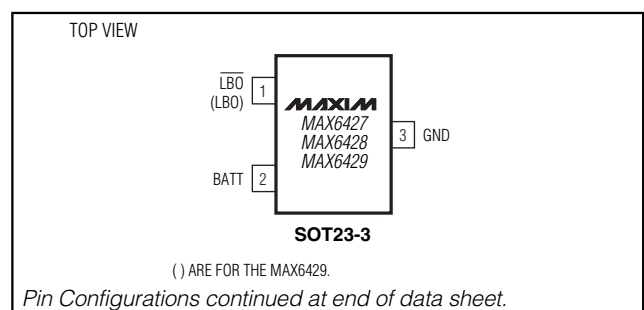 TOP VIEW
L̅B̅O̅ 1
(LBO)
MAXIM
MAX6427
MAX6428
MAX6429
3 GND
BATT 2
SOT23-3
( ) ARE FOR THE MAX6429.
Pin Configurations continued at end of data sheet.